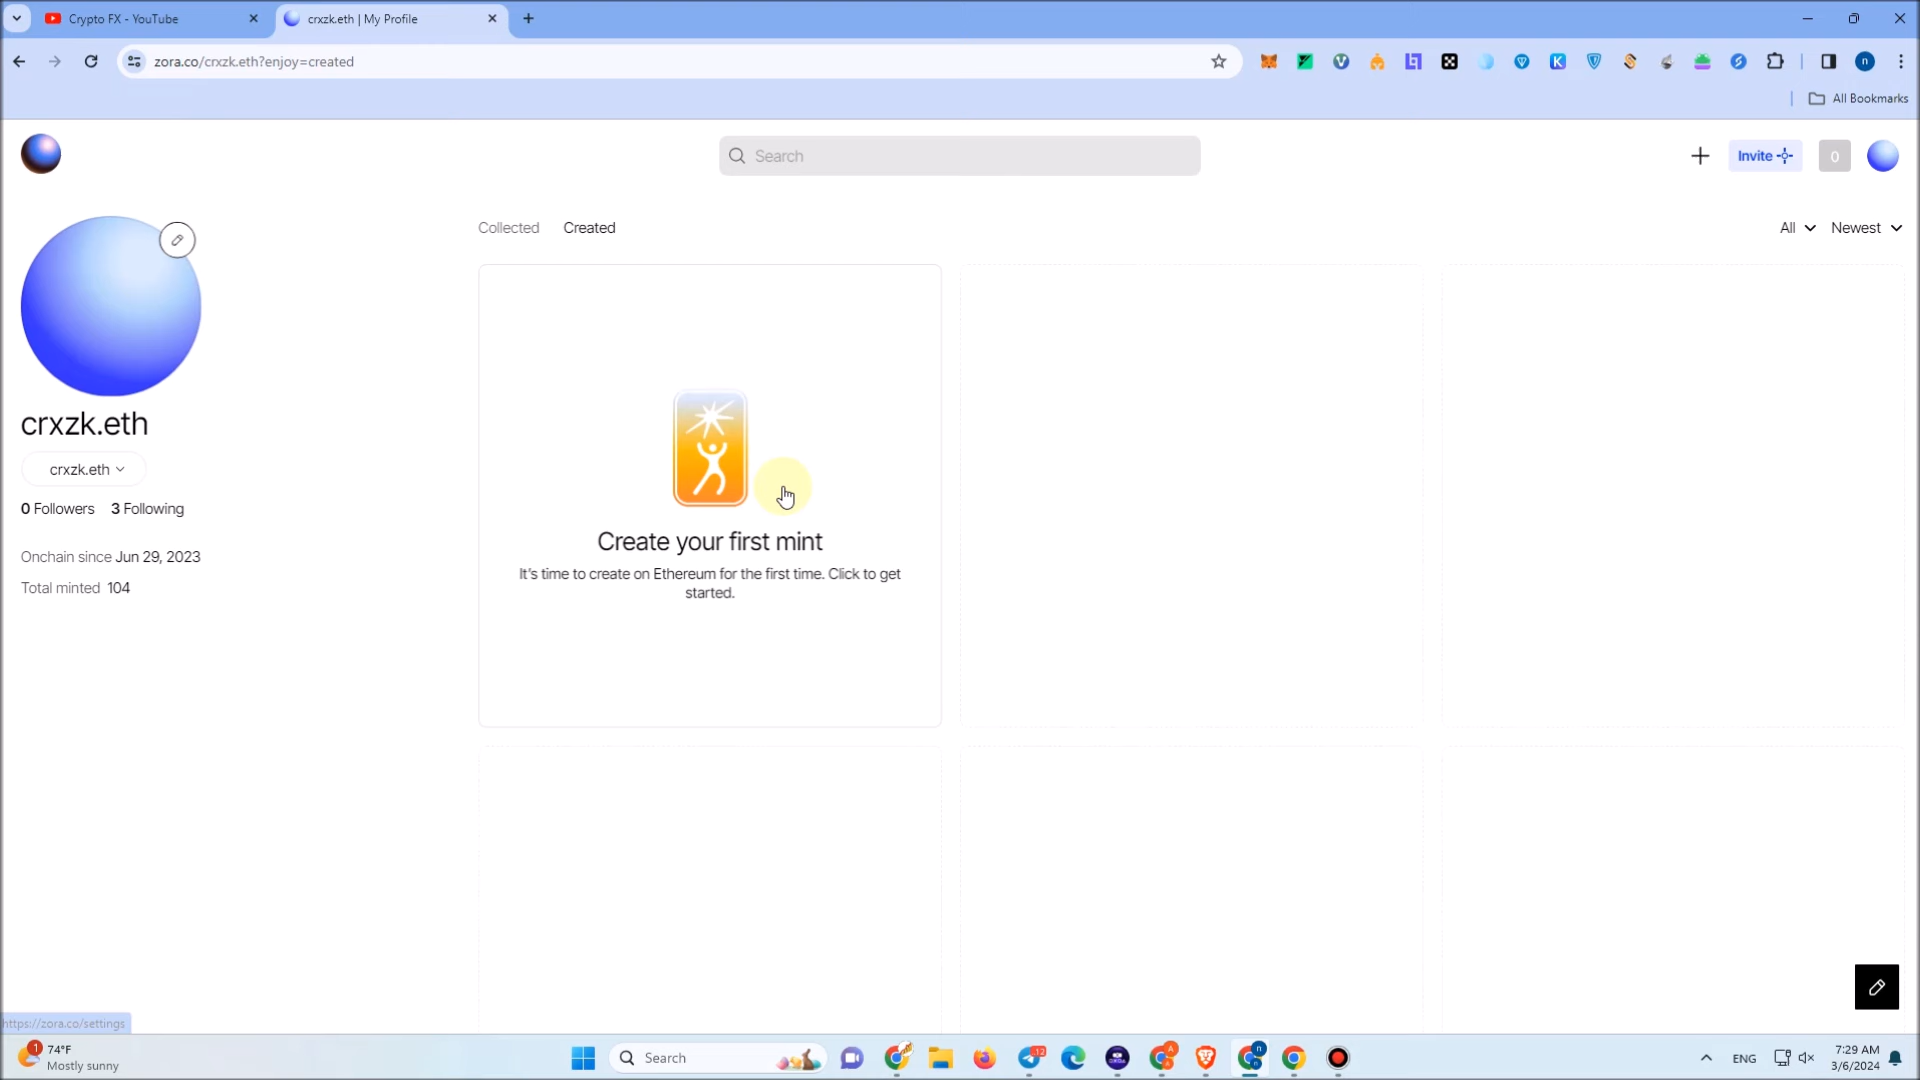 Crypto FX - YouTube
crxzk.eth | My Profile
zora.co/crxzk.eth?enjoy=created
All Bookmarks
Search
Invite
0
Collected
Created
All
Newest
crxzk.eth
crxzk.eth
0 Followers 3 Following
Onchain since Jun 29, 2023
Total minted 104
Create your first mint
It's time to create on Ethereum for the first time. Click to get
started.
https://zora.co/settings
1
74°F
Mostly sunny
Search
12
A
n
ENG
7:29 AM
3/6/2024